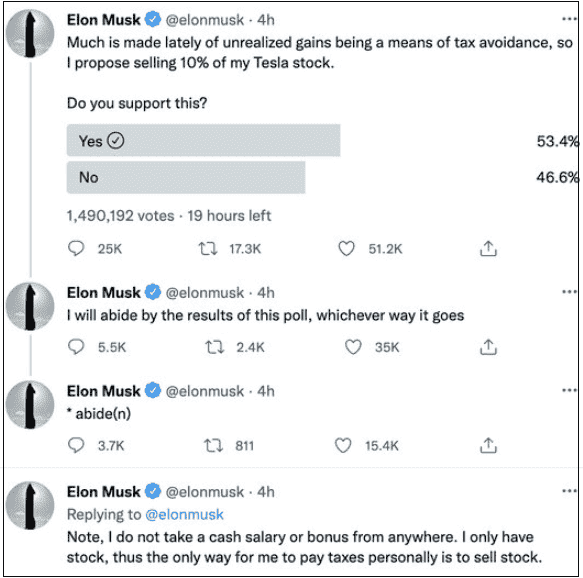 Elon Musk @elonmusk · 4h
Much is made lately of unrealized gains being a means of tax avoidance, so
I propose selling 10% of my Tesla stock.
Do you support this?
Yes 53.4%
No 46.6%
1,490,192 votes · 19 hours left
25K 17.3K 51.2K
Elon Musk @elonmusk · 4h
I will abide by the results of this poll, whichever way it goes
5.5K 2.4K 35K
Elon Musk @elonmusk · 4h
* abide(n)
3.7K 811 15.4K
Elon Musk @elonmusk · 4h
Replying to @elonmusk
Note, I do not take a cash salary or bonus from anywhere. I only have
stock, thus the only way for me to pay taxes personally is to sell stock.